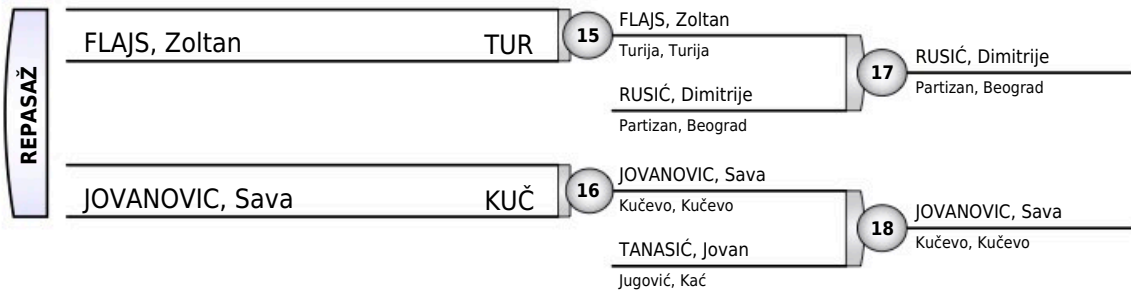 REPASAŽ
FLAJS, Zoltan TUR
15
FLAJS, Zoltan
Turija, Turija
RUSIĆ, Dimitrije
Partizan, Beograd
17
RUSIĆ, Dimitrije
Partizan, Beograd
JOVANOVIC, Sava KUČ
16
JOVANOVIC, Sava
Kučevo, Kučevo
TANASIĆ, Jovan
Jugović, Kać
18
JOVANOVIC, Sava
Kučevo, Kučevo